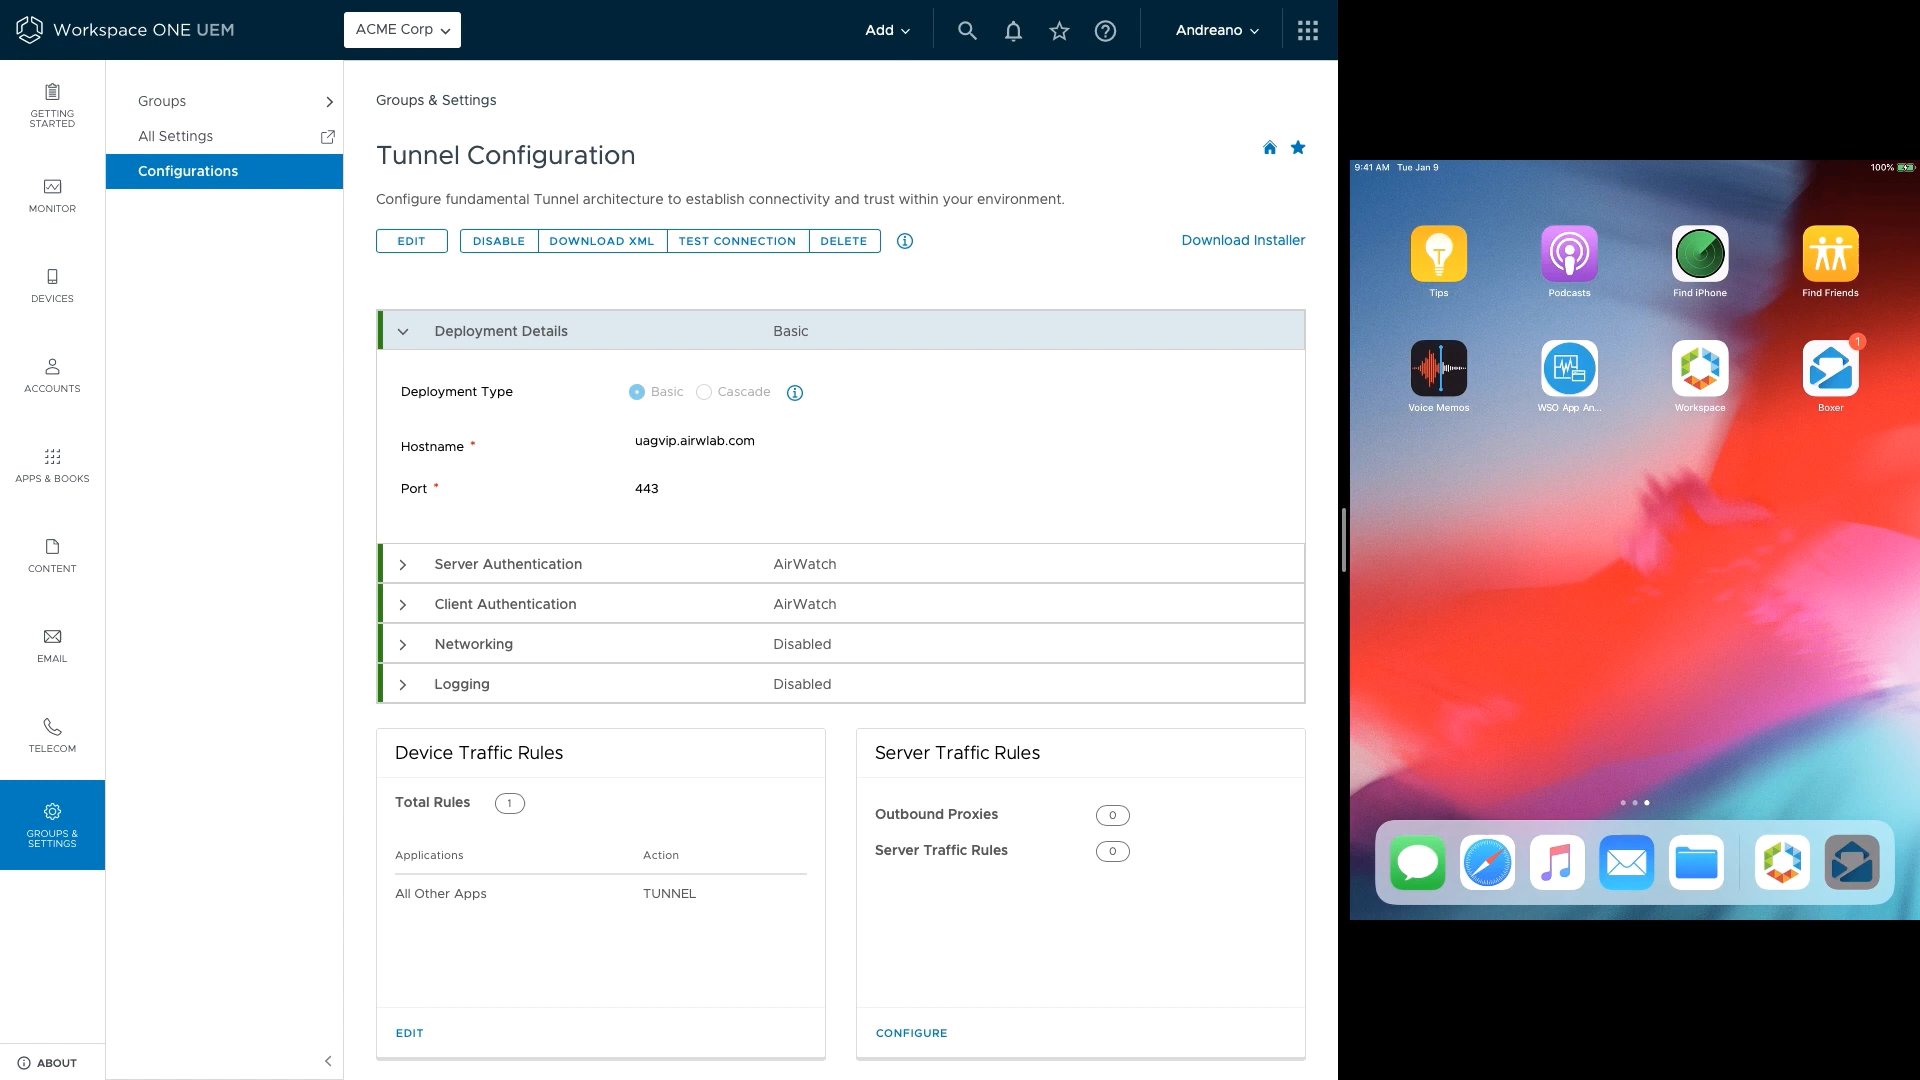 Workspace ONE UEM
ACME Corp
Add
Andreano
GETTING STARTED
MONITOR
DEVICES
ACCOUNTS
APPS & BOOKS
CONTENT
EMAIL
TELECOM
GROUPS & SETTINGS
ABOUT
Groups
All Settings
Configurations
Groups & Settings
Tunnel Configuration
Configure fundamental Tunnel architecture to establish connectivity and trust within your environment.
EDIT
DISABLE
DOWNLOAD XML
TEST CONNECTION
DELETE
Download Installer
Deployment Details Basic
Deployment Type Basic Cascade
Hostname * uagvip.airwlab.com
Port * 443
Server Authentication AirWatch
Client Authentication AirWatch
Networking Disabled
Logging Disabled
Device Traffic Rules
Total Rules 1
Applications Action
All Other Apps TUNNEL
EDIT
Server Traffic Rules
Outbound Proxies 0
Server Traffic Rules 0
CONFIGURE
9:41 AM Tue Jan 9 100%
Tips
Podcasts
Find iPhone
Find Friends
1
Voice Memos
WSO App An...
Workspace
Boxer